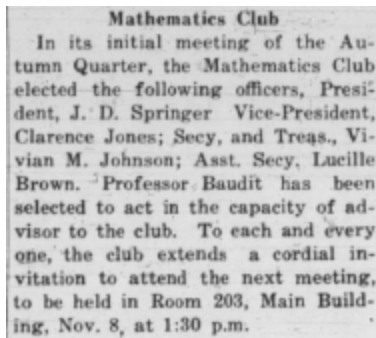 Mathematics Club
In its initial meeting of the Au-
tumn Quarter, the Mathematics Club
elected the following officers, Presi-
dent, J. D. Springer Vice-President,
Clarence Jones; Secy, and Treas., Vi-
vian M. Johnson; Asst. Secy. Lucille
Brown. Professor Baudit has been
selected to act in the capacity of ad-
visor to the club. To each and every
one, the club extends a cordial in-
vitation to attend the next meeting,
to be held in Room 203, Main Build-
ing, Nov. 8, at 1:30 p.m.